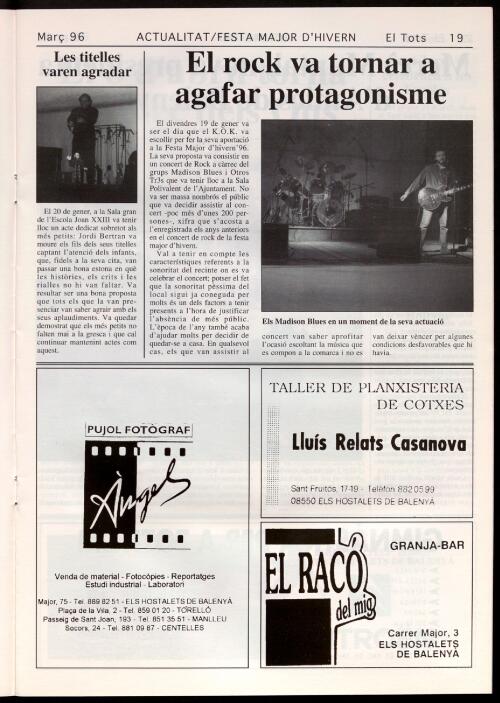 Març 96
ACTUALITAT/FESTA MAJOR D'HIVERN
El Tots 19
Les titelles
varen agradar
El 20 de gener, a la Sala gran
de l'Escola Joan XXIII va tenir
lloc un acte dedicat sobretot als
més petits: Jordi Bertran va
moure els fils dels seus titelles
captant l'atenció dels infants,
que, fidels a la seva cita, van
passar una bona estona en què
les històries, els crits i les
rialles no hi van faltar. Va
resultar ser una bona proposta
que tots els que la van pre-
senciar van saber agrair amb els
seus aplaudiments. Va quedar
demostrat que els més petits no
falten mai a la gresca i que cal
continuar mantenint actes com
aquest.
El rock va tornar a
agafar protagonisme
El divendres 19 de gener va
ser el dia que el K.O.K. va
escollir per fer la seva aportació
a la Festa Major d'hivern'96.
La seva proposta va consistir en
un concert de Rock a càrrec del
grups Madison Blues i Otros
Tr3s que va tenir lloc a la Sala
Polivalent de l'Ajuntament. No
va ser massa nombrós el públic
que va decidir assistir al con-
cert -poc més d'unes 200 per-
sones-, xifra que s'acosta a
l'enregistrada els anys anteriors
en el concert de rock de la festa
major d'hivern.
Val a tenir en compte les
característiques referents a la
sonoritat del recinte on es va
celebrar el concert; potser el fet
que la sonoritat pèssima del
local sigui ja coneguda per
molts és un dels factors a tenir
presents a l'hora de justificar
l'absència de més públic.
L'època de l'any també acaba
d'ajudar molts per decidir de
quedar-se a casa. En qualsevol
cas, els que van assistir al
Els Madison Blues en un moment de la seva actuació
concert van saber aprofitar
l'ocasió escoltant la música que
es compon a la comarca i no es
van deixar vèncer per algunes
condicions desfavorables que hi
havia.
PUJOL FOTÒGRAF
Àngel
Venda de material - Fotocòpies - Reportatges
Estudi industrial - Laboratori
Major, 75 - Tel. 889 82 51 - ELS HOSTALETS DE BALENYÀ
Plaça de la Vila, 2 - Tel. 859 01 20 - TORELLÓ
Passeig de Sant Joan, 193 - Tel. 851 35 51 - MANLLEU
Socors, 24 - Tel. 881 09 87 - CENTELLES
TALLER DE PLANXISTERIA
DE COTXES
Lluís Relats Casanova
Sant Fruitós, 17-19 - Telèfon 882 05 99
08550 ELS HOSTALETS DE BALENYÀ
EL RACÓ
del mig
GRANJA-BAR
Carrer Major, 3
ELS HOSTALETS
DE BALENYÀ